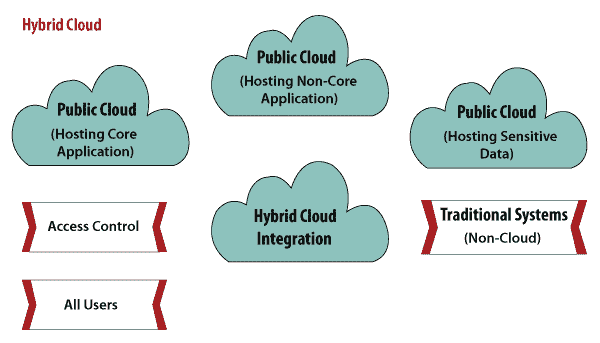 Hybrid Cloud
Public Cloud
(Hosting Non-Core
Application)
Public Cloud
(Hosting Core
Application)
Public Cloud
(Hosting Sensitive
Data)
Access Control
Hybrid Cloud
Integration
Traditional Systems
(Non-Cloud)
All Users